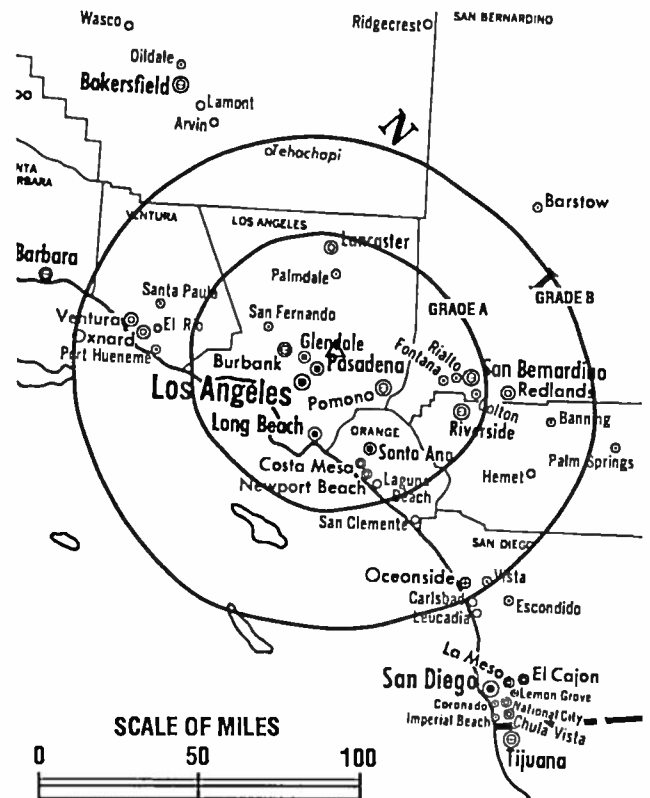 Wasco
Ridgecrest
SAN BERNARDINO
Oildale
Bakersfield
Lamont
Arvin
N
Tehochapi
NTA
RBARA
Barstow
VENTURA
LOS ANGELES
Lancaster
Barbara
Palmdale
Santa Paula
GRADE A
GRADE B
San Fernando
Ventura
El Rio
Oxnard
Port Hueneme
Glendale
Burbank
Pasadena
Fontana
Rialto
San Bernardino
Los Angeles
Pomona
Redlands
Colton
Long Beach
ORANGE
Riverside
Banning
Santa Ana
Costa Mesa
Palm Springs
Newport Beach
Laguna
Beach
Hemet
San Clemente
SAN DIEGO
Oceonside
Vista
Carlsbad
Escondido
Leucadia
La Mesa
El Cajon
San Diego
Lemon Grove
Coronado
National City
Imperial Beach
Chula Vista
Tijuana
SCALE OF MILES
0 50 100